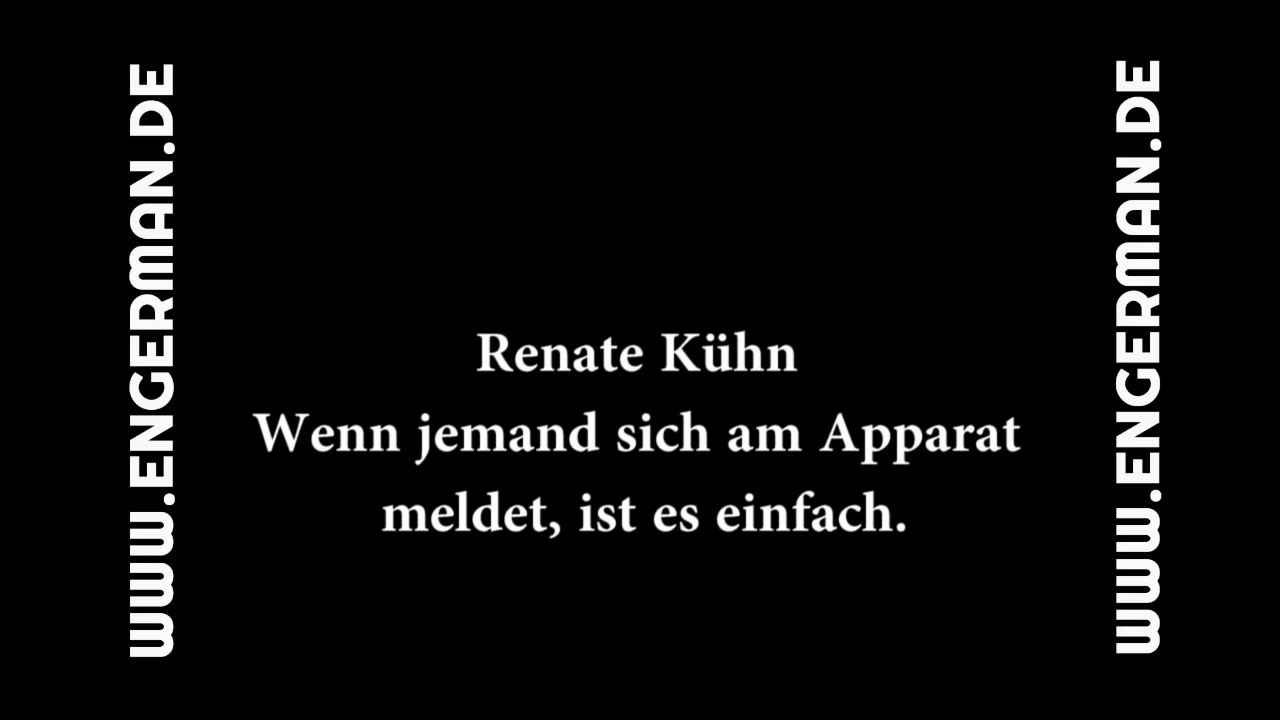 WWW.ENGERMAN.DE
Renate Kühn
Wenn jemand sich am Apparat
meldet, ist es einfach.
WWW.ENGERMAN.DE